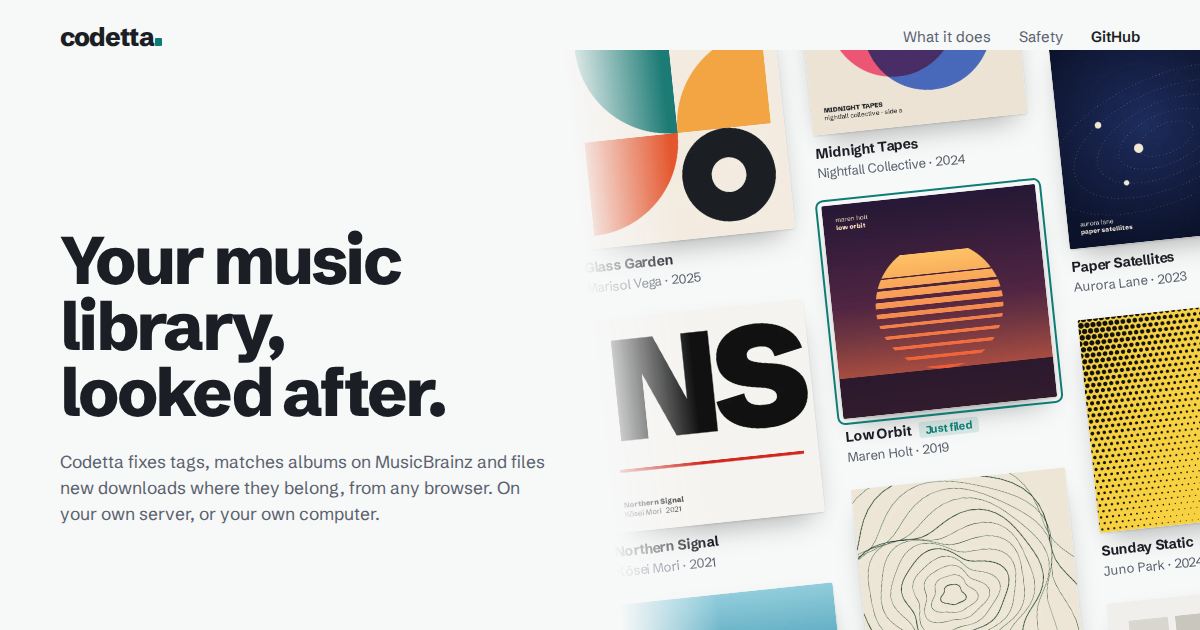 codetta.
What it does
Safety
GitHub
Your music
library,
looked after.
Codetta fixes tags, matches albums on MusicBrainz and files
new downloads where they belong, from any browser. On
your own server, or your own computer.
Glass Garden
Marisol Vega · 2025
NS
Northern Signal
Kōsei Mori 2021
Northern Signal
Kōsei Mori · 2021
MIDNIGHT TAPES
nightfall collective · side a
Midnight Tapes
Nightfall Collective · 2024
maren holt
low orbit
Low Orbit
Just filed
Maren Holt · 2019
aurora lane
paper satellites
Paper Satellites
Aurora Lane · 2023
Sunday Static
Juno Park · 2024